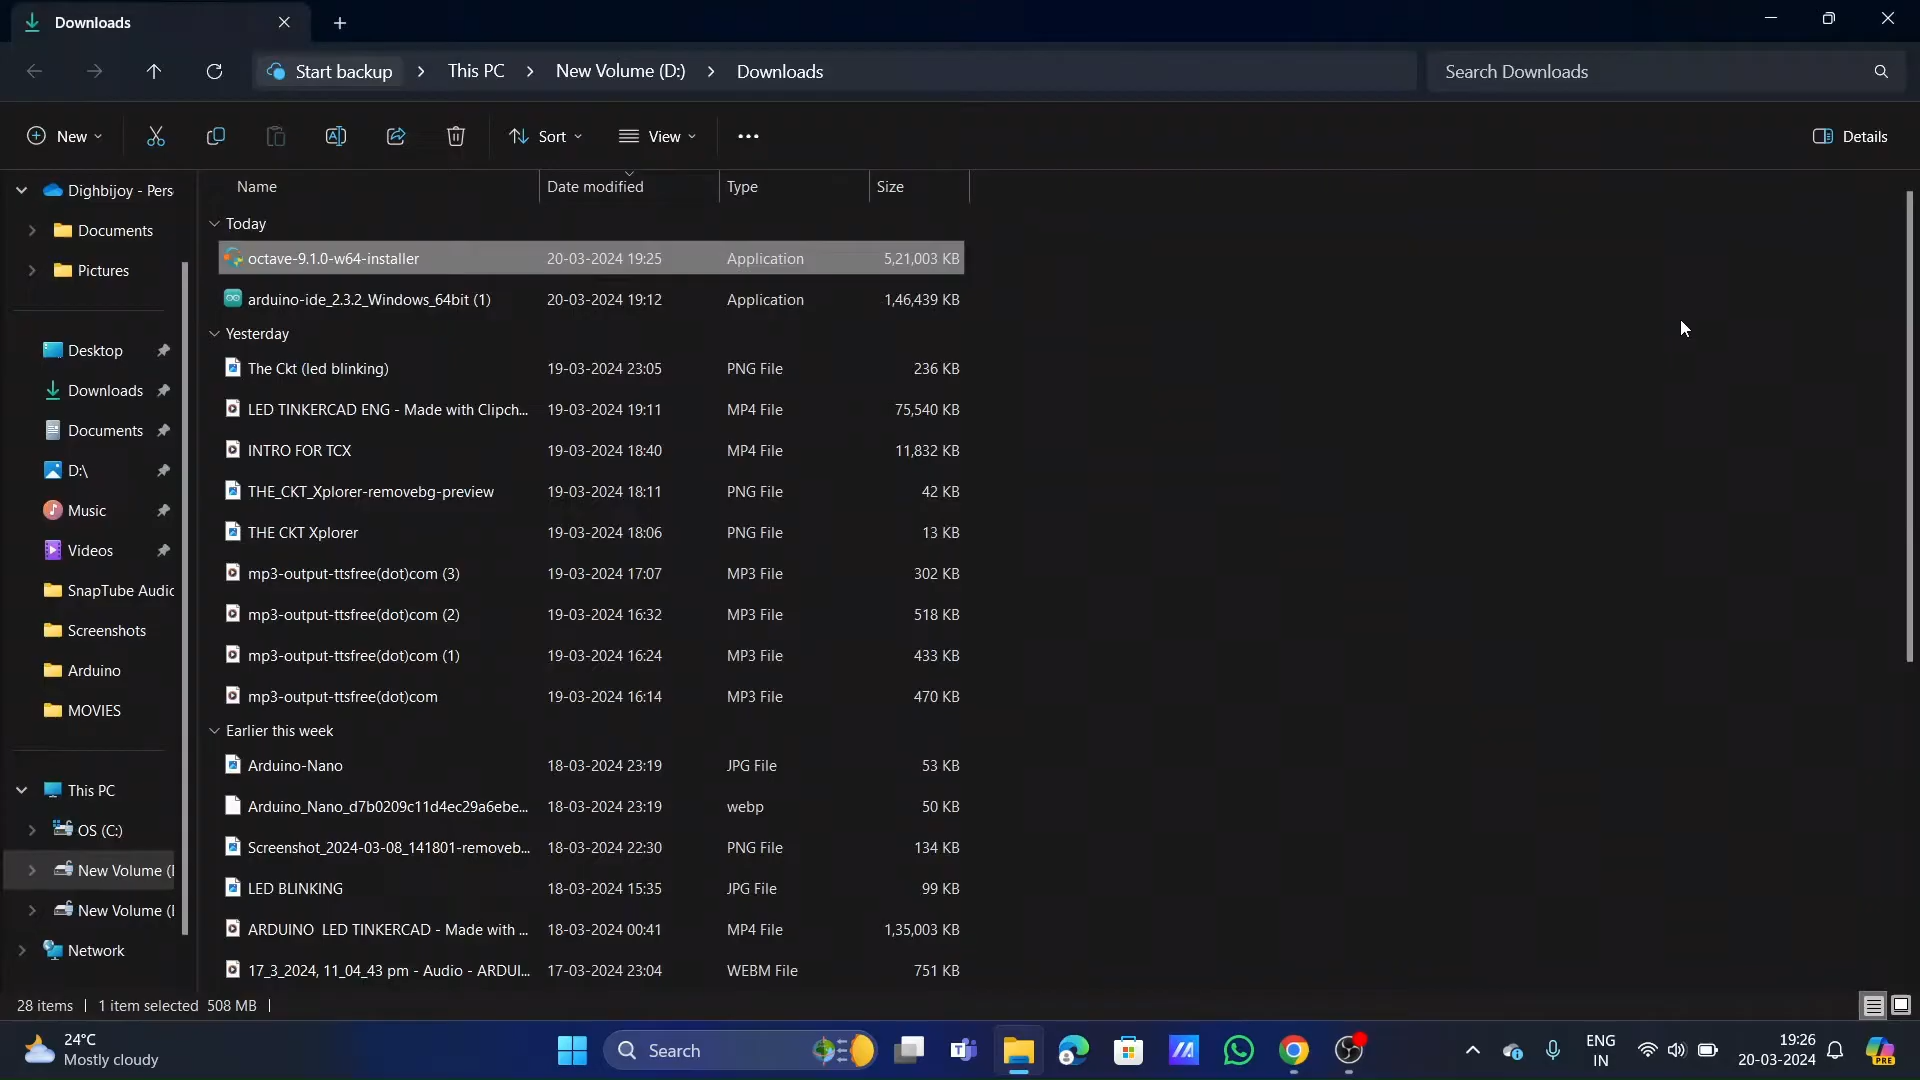 Downloads
Start backup > This PC > New Volume (D:) > Downloads
Search Downloads
New
Sort
View
Details
Dighbijoy - Pers
Documents
Pictures
Desktop
Downloads
Documents
D:\
Music
Videos
SnapTube Audic
Screenshots
Arduino
MOVIES
This PC
OS (C:)
New Volume (
New Volume (
Network
Name Date modified Type Size
Today
octave-9.1.0-w64-installer 20-03-2024 19:25 Application 5,21,003 KB
arduino-ide_2.3.2_Windows_64bit (1) 20-03-2024 19:12 Application 1,46,439 KB
Yesterday
The Ckt (led blinking) 19-03-2024 23:05 PNG File 236 KB
LED TINKERCAD ENG - Made with Clipch... 19-03-2024 19:11 MP4 File 75,540 KB
INTRO FOR TCX 19-03-2024 18:40 MP4 File 11,832 KB
THE_CKT_Xplorer-removebg-preview 19-03-2024 18:11 PNG File 42 KB
THE CKT Xplorer 19-03-2024 18:06 PNG File 13 KB
mp3-output-ttsfree(dot)com (3) 19-03-2024 17:07 MP3 File 302 KB
mp3-output-ttsfree(dot)com (2) 19-03-2024 16:32 MP3 File 518 KB
mp3-output-ttsfree(dot)com (1) 19-03-2024 16:24 MP3 File 433 KB
mp3-output-ttsfree(dot)com 19-03-2024 16:14 MP3 File 470 KB
Earlier this week
Arduino-Nano 18-03-2024 23:19 JPG File 53 KB
Arduino_Nano_d7b0209c11d4ec29a6ebe... 18-03-2024 23:19 webp 50 KB
Screenshot_2024-03-08_141801-removeb... 18-03-2024 22:30 PNG File 134 KB
LED BLINKING 18-03-2024 15:35 JPG File 99 KB
ARDUINO LED TINKERCAD - Made with ... 18-03-2024 00:41 MP4 File 1,35,003 KB
17_3_2024, 11_04_43 pm - Audio - ARDUI... 17-03-2024 23:04 WEBM File 751 KB
28 items | 1 item selected 508 MB |
24°C
Mostly cloudy
Search
ENG
IN
19:26
20-03-2024
PRE